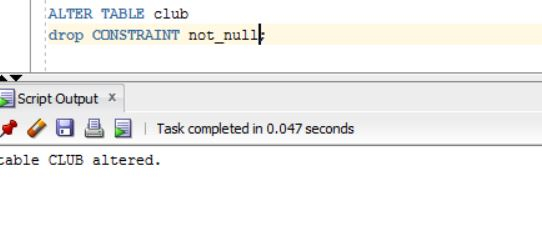 ALTER TABLE club
drop CONSTRAINT not_null;
Script Output x
Task completed in 0.047 seconds
table CLUB altered.